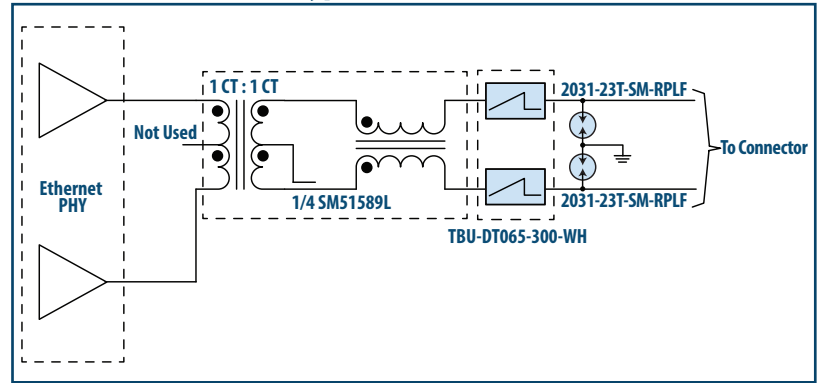 1 CT : 1 CT
2031-23T-SM-RPLF
Not Used
To Connector
Ethernet
PHY
1/4 SM51589L
2031-23T-SM-RPLF
TBU-DT065-300-WH